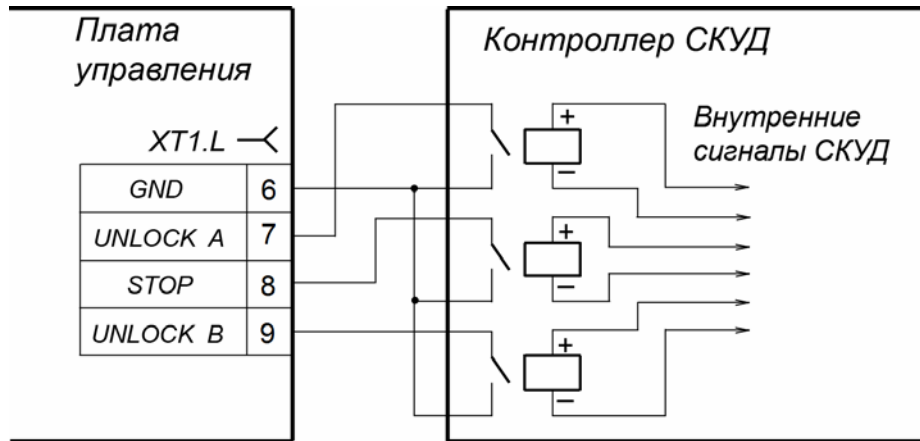 Плата
управления
Контроллер СКУД
XT1.L
GND 6
UNLOCK A 7
STOP 8
UNLOCK B 9
+
−
+
−
+
−
Внутренние
сигналы СКУД